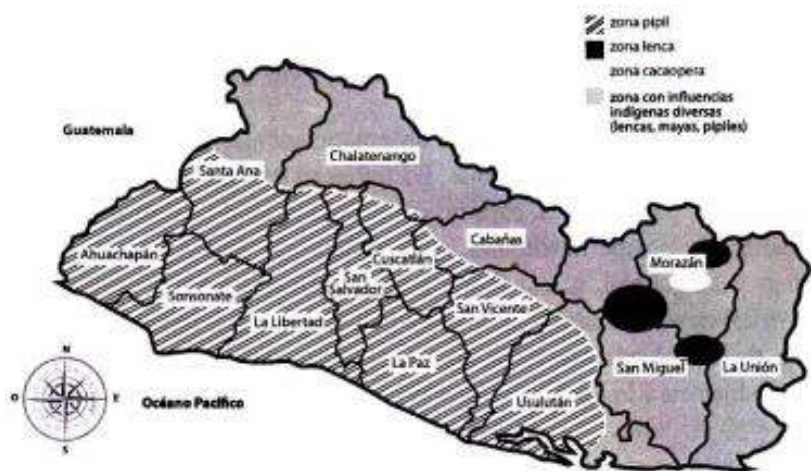 zona pipil
zona lenca
zona cacaopera
zona con influencias
indígenas diversas
(lencas, mayas, pipiles)
Guatemala
Chalatenango
Santa Ana
Cabañas
Ahuachapán
Cuscatlán
Morazán
Sonsonate
San
Salvador
San Vicente
La Libertad
La Paz
San Miguel
La Unión
Usulután
Océano Pacífico
N
O
E
S